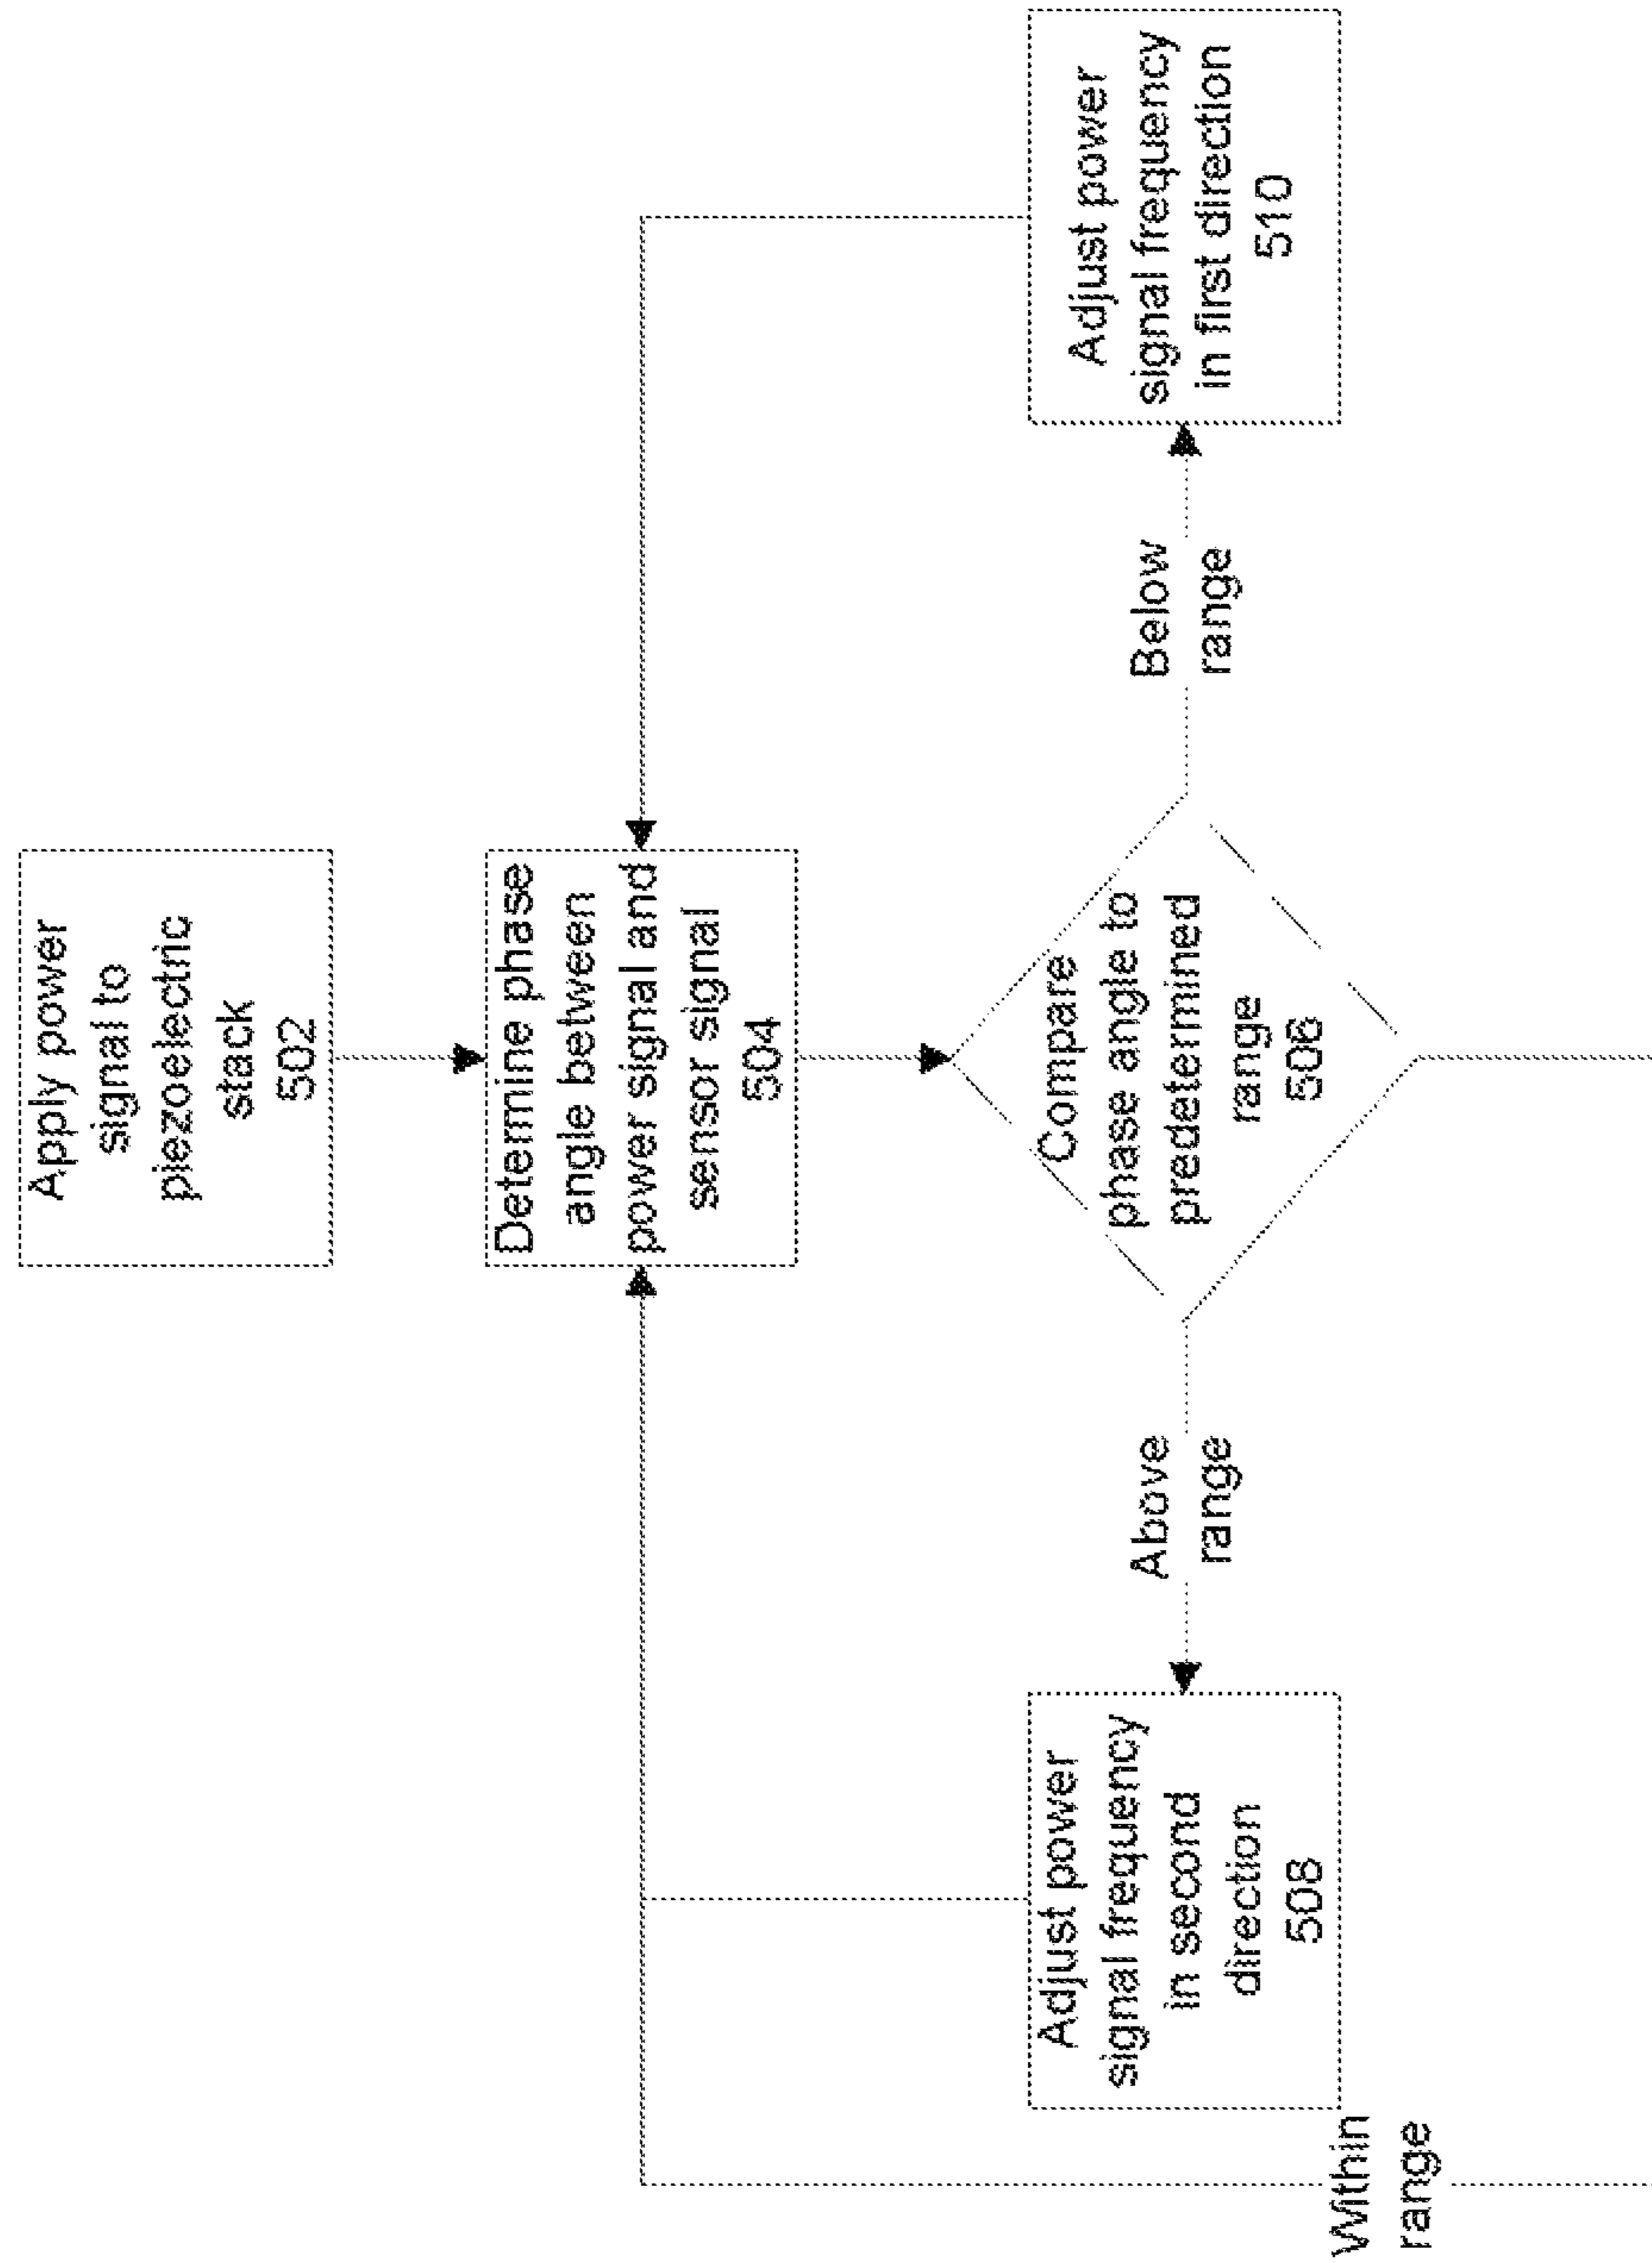 Apply power
signal to
piezoelectric
stack
502
Determine phase
angle between
power signal and
sensor signal
504
Compare
phase angle to
predetermined
range
506
Above
range
Below
range
Adjust power
signal frequency
in second
direction
508
Adjust power
signal frequency
in first direction
510
Within
range